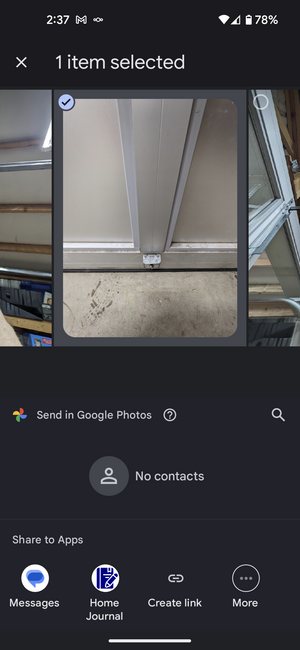 2:37
78%
1 item selected
Send in Google Photos
No contacts
Share to Apps
Messages
Home
Journal
Create link
More